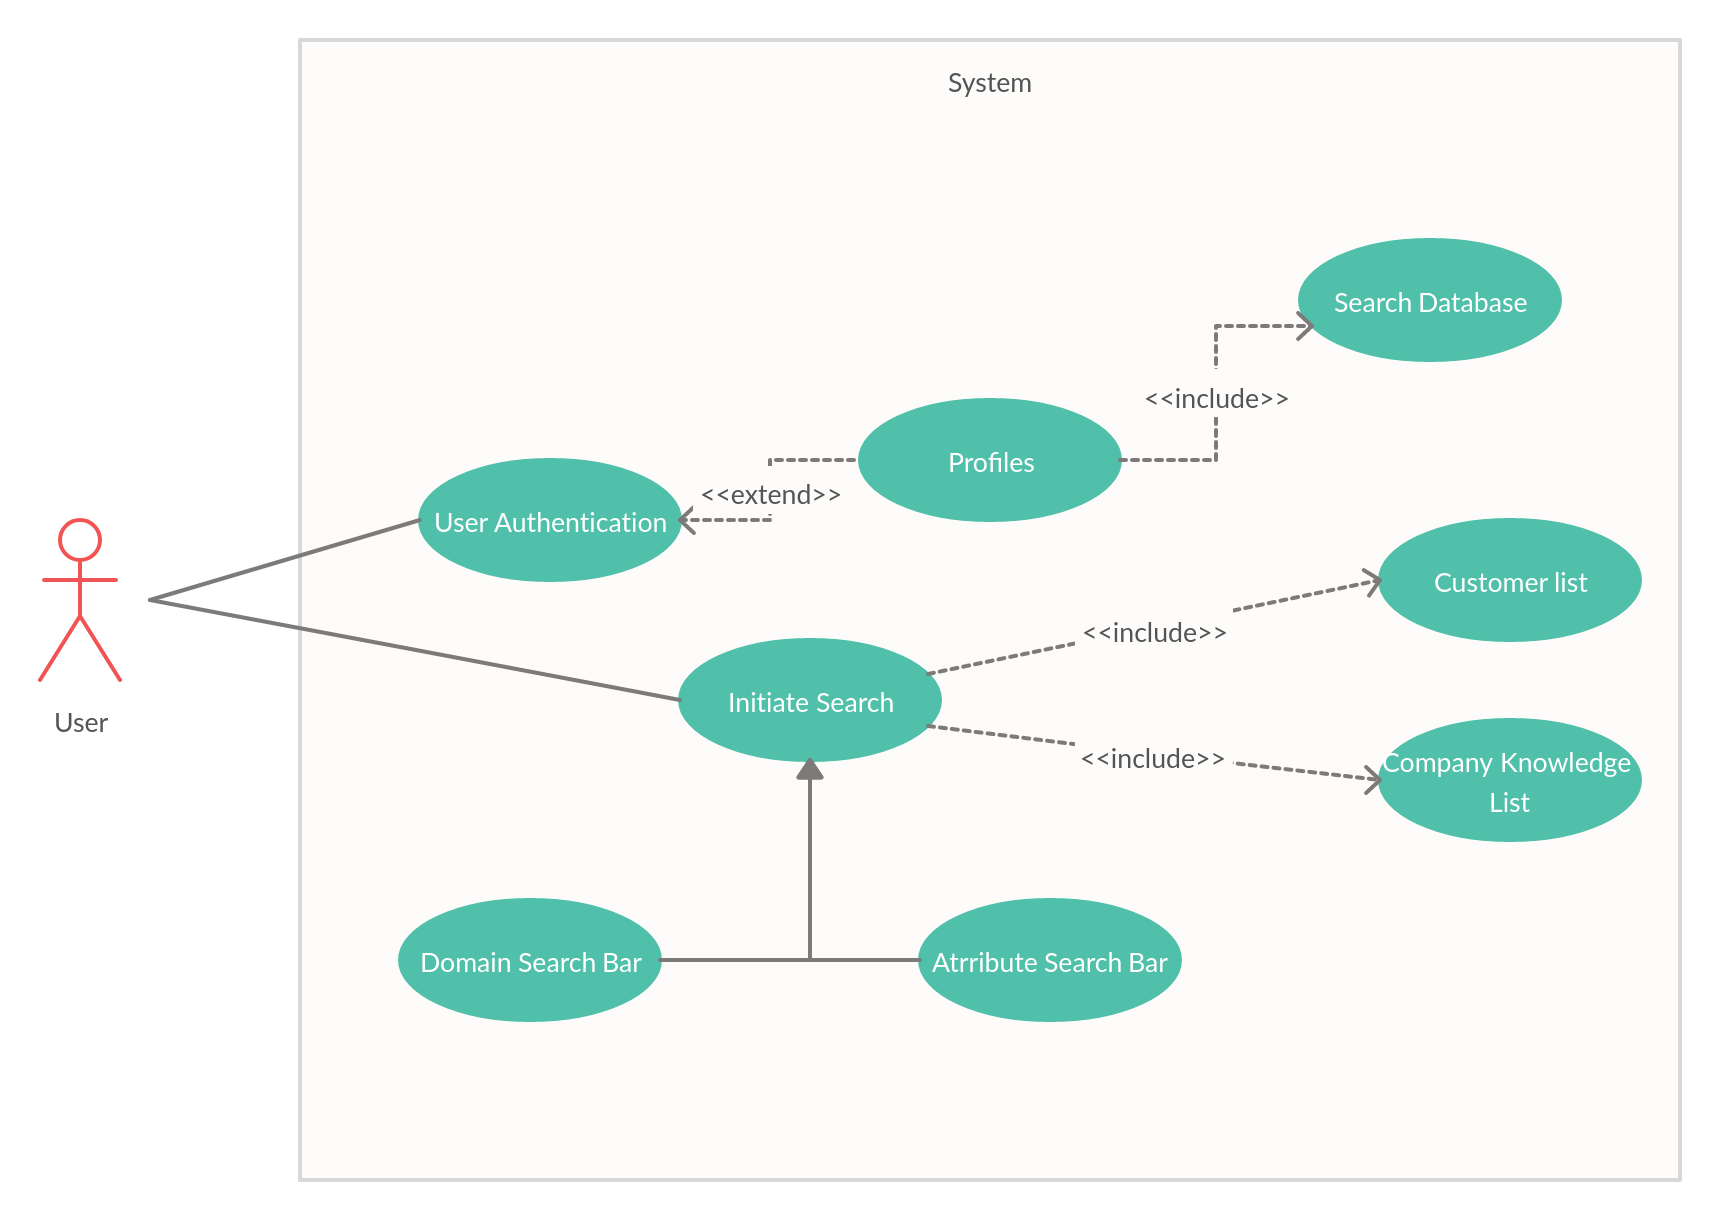 System
Search Database
<<include>>
Profiles
<<extend>>
User Authentication
Customer list
<<include>>
Initiate Search
User
<<include>>
Company Knowledge
List
Domain Search Bar
Atrribute Search Bar